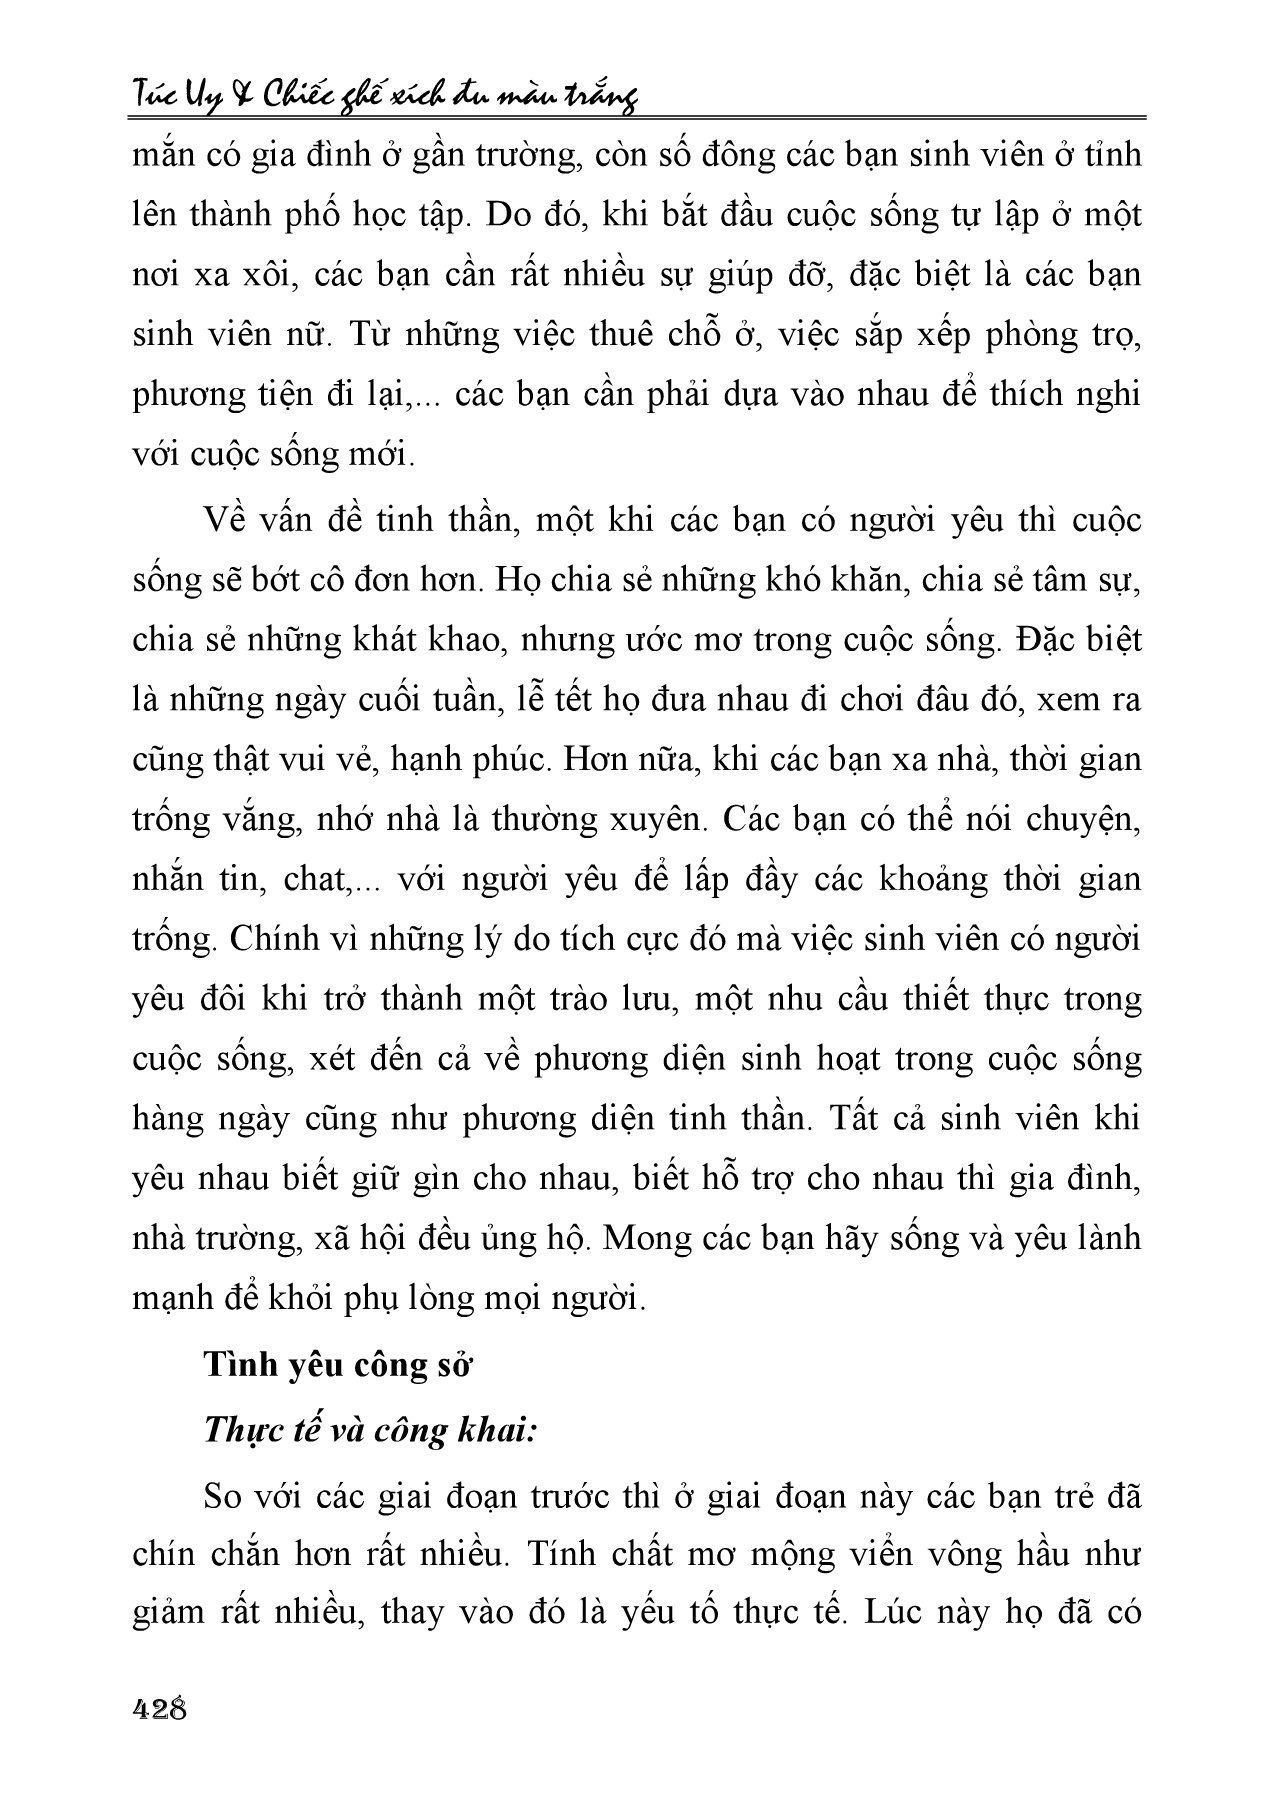 Túc Uy & Chiếc ghế xích đu màu trắng
mắn có gia đình ở gần trường, còn số đông các bạn sinh viên ở tỉnh
lên thành phố học tập. Do đó, khi bắt đầu cuộc sống tự lập ở một
nơi xa xôi, các bạn cần rất nhiều sự giúp đỡ, đặc biệt là các bạn
sinh viên nữ. Từ những việc thuê chỗ ở, việc sắp xếp phòng trọ,
phương tiện đi lại,... các bạn cần phải dựa vào nhau để thích nghi
với cuộc sống mới.
Về vấn đề tinh thần, một khi các bạn có người yêu thì cuộc
sống sẽ bớt cô đơn hơn. Họ chia sẻ những khó khăn, chia sẻ tâm sự,
chia sẻ những khát khao, nhưng ước mơ trong cuộc sống. Đặc biệt
là những ngày cuối tuần, lễ tết họ đưa nhau đi chơi đâu đó, xem ra
cũng thật vui vẻ, hạnh phúc. Hơn nữa, khi các bạn xa nhà, thời gian
trống vắng, nhớ nhà là thường xuyên. Các bạn có thể nói chuyện,
nhắn tin, chat,... với người yêu để lấp đầy các khoảng thời gian
trống. Chính vì những lý do tích cực đó mà việc sinh viên có người
yêu đôi khi trở thành một trào lưu, một nhu cầu thiết thực trong
cuộc sống, xét đến cả về phương diện sinh hoạt trong cuộc sống
hàng ngày cũng như phương diện tinh thần. Tất cả sinh viên khi
yêu nhau biết giữ gìn cho nhau, biết hỗ trợ cho nhau thì gia đình,
nhà trường, xã hội đều ủng hộ. Mong các bạn hãy sống và yêu lành
mạnh để khỏi phụ lòng mọi người.
Tình yêu công sở
Thực tế và công khai:
So với các giai đoạn trước thì ở giai đoạn này các bạn trẻ đã
chín chắn hơn rất nhiều. Tính chất mơ mộng viển vông hầu như
giảm rất nhiều, thay vào đó là yếu tố thực tế. Lúc này họ đã có
428